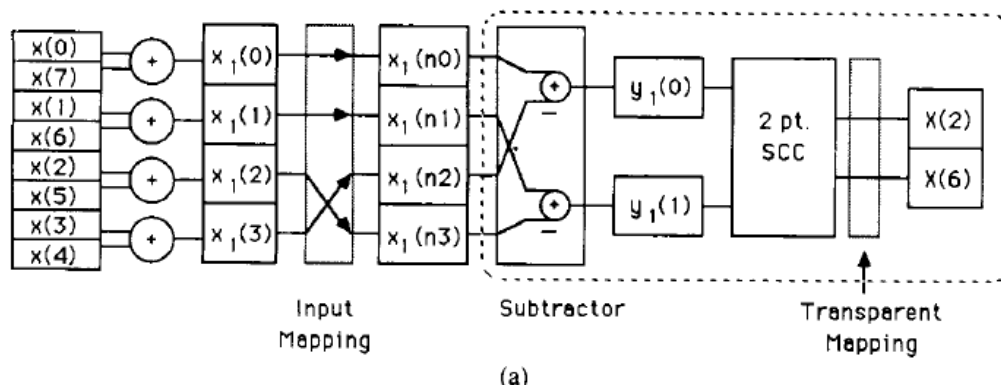 x(0)
x(7)
x(1)
x(6)
x(2)
x(5)
x(3)
x(4)
+
+
+
+
x₁(0)
x₁(1)
x₁(2)
x₁(3)
Input
Mapping
x₁(n0)
x₁(n1)
x₁(n2)
x₁(n3)
+
−
+
−
Subtractor
y₁(0)
y₁(1)
2 pt.
SCC
Transparent
Mapping
X(2)
X(6)
(a)